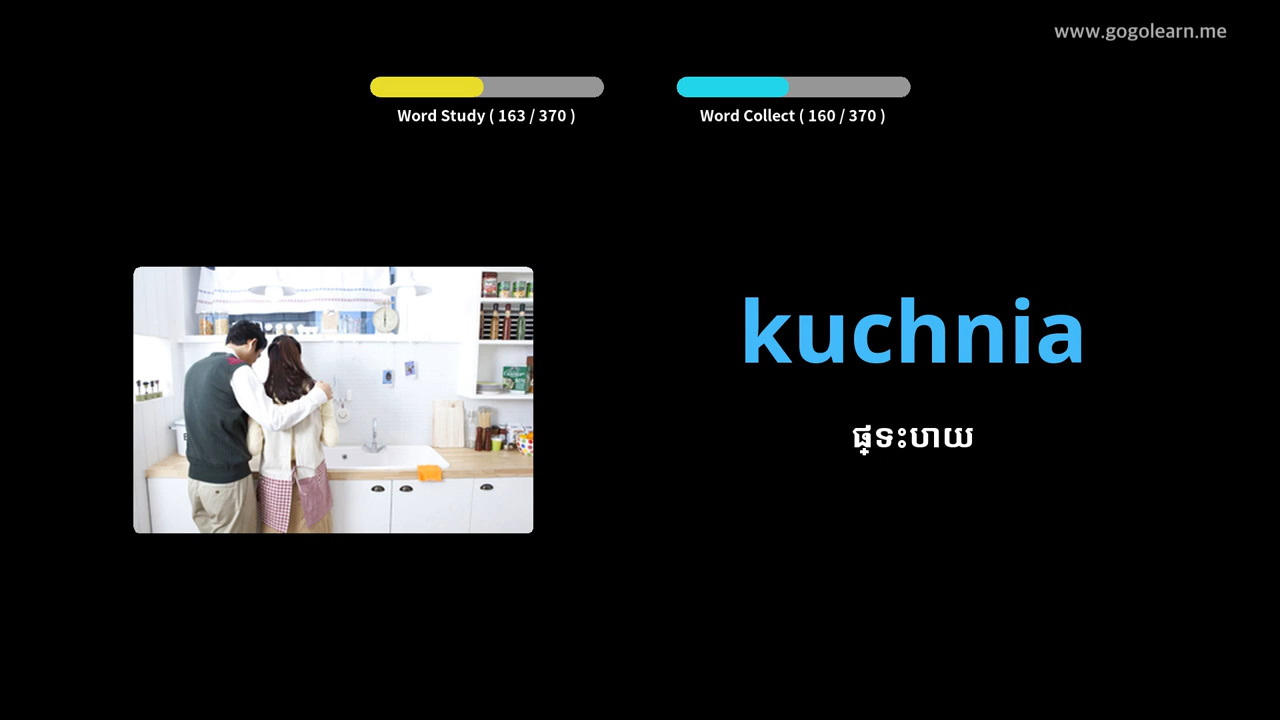 www.gogolearn.me
Word Study ( 163 / 370 )
Word Collect ( 160 / 370 )
kuchnia
ផ្ទះបាយ